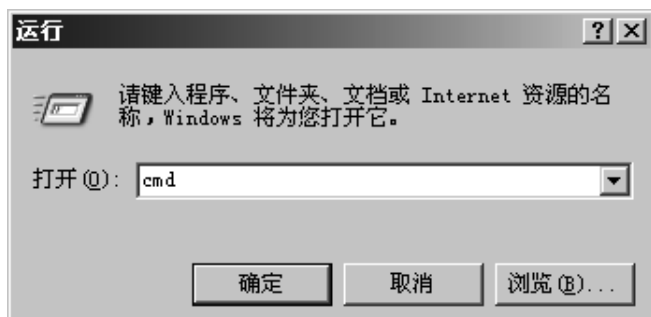 运行
请键入程序、文件夹、文档或 Internet 资源的名
称,Windows 将为您打开它。
打开(O): cmd
确定 取消 浏览(B)...